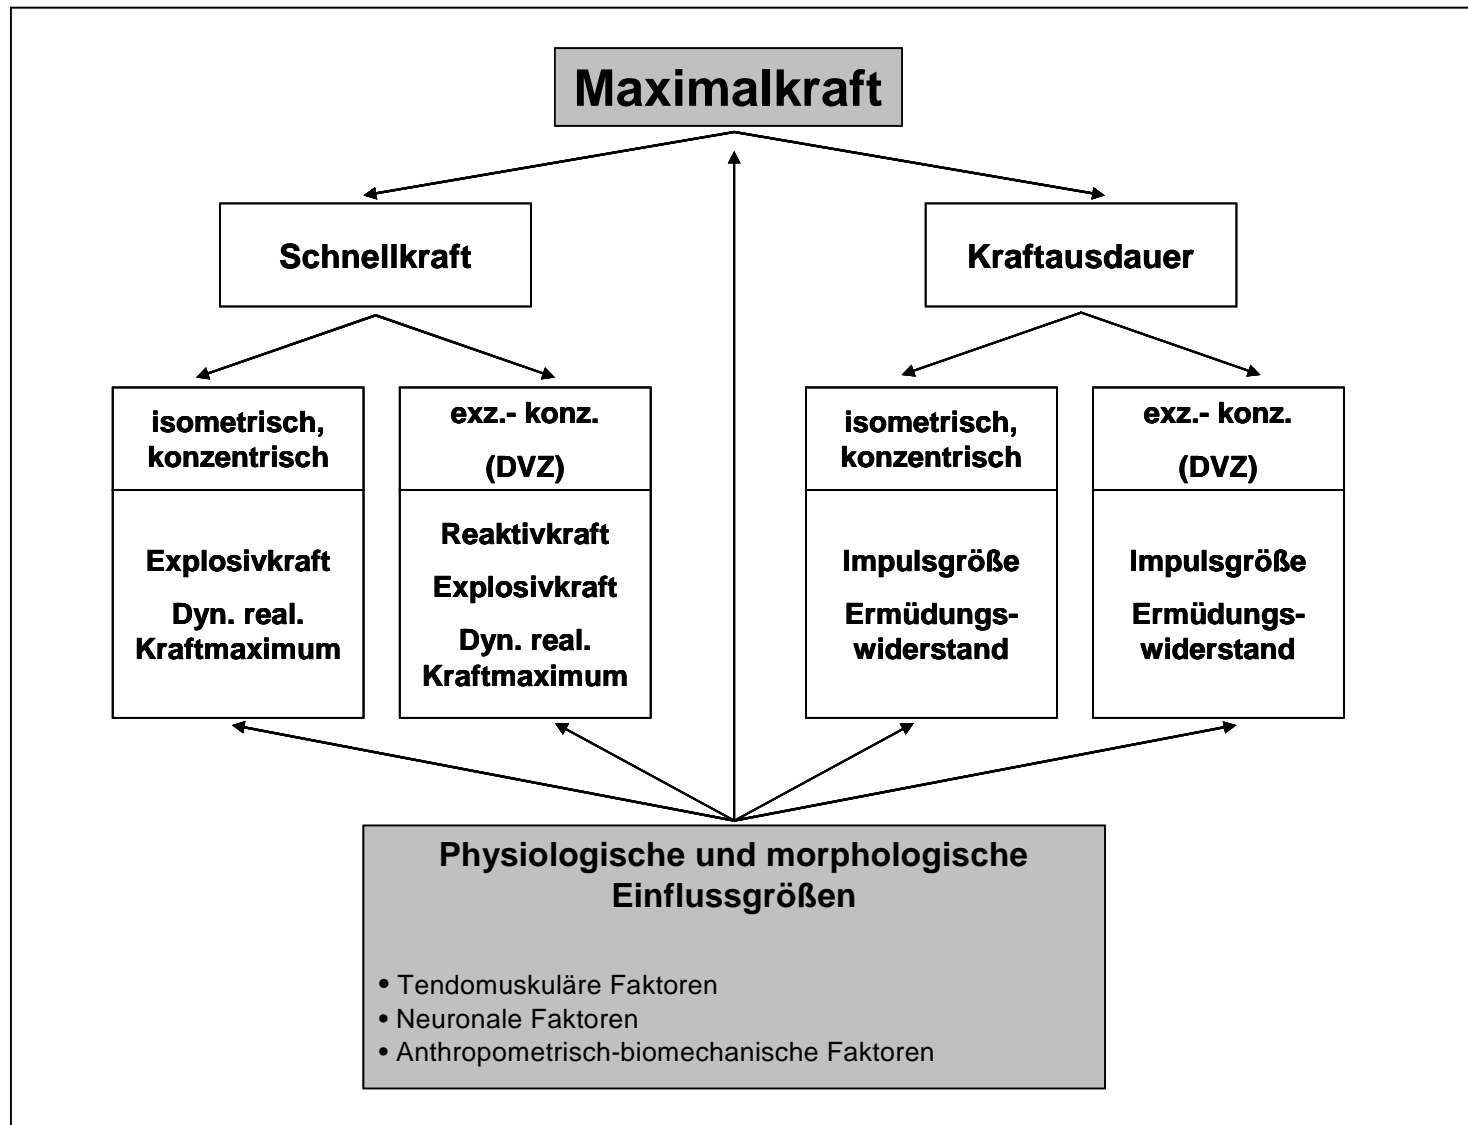 Maximalkraft
Schnellkraft
Kraftausdauer
isometrisch,
konzentrisch
Explosivkraft
Dyn. real.
Kraftmaximum
exz.- konz.
(DVZ)
Reaktivkraft
Explosivkraft
Dyn. real.
Kraftmaximum
isometrisch,
konzentrisch
Impulsgröße
Ermüdungs-
widerstand
exz.- konz.
(DVZ)
Impulsgröße
Ermüdungs-
widerstand
Physiologische und morphologische
Einflussgrößen
• Tendomuskuläre Faktoren
• Neuronale Faktoren
• Anthropometrisch-biomechanische Faktoren